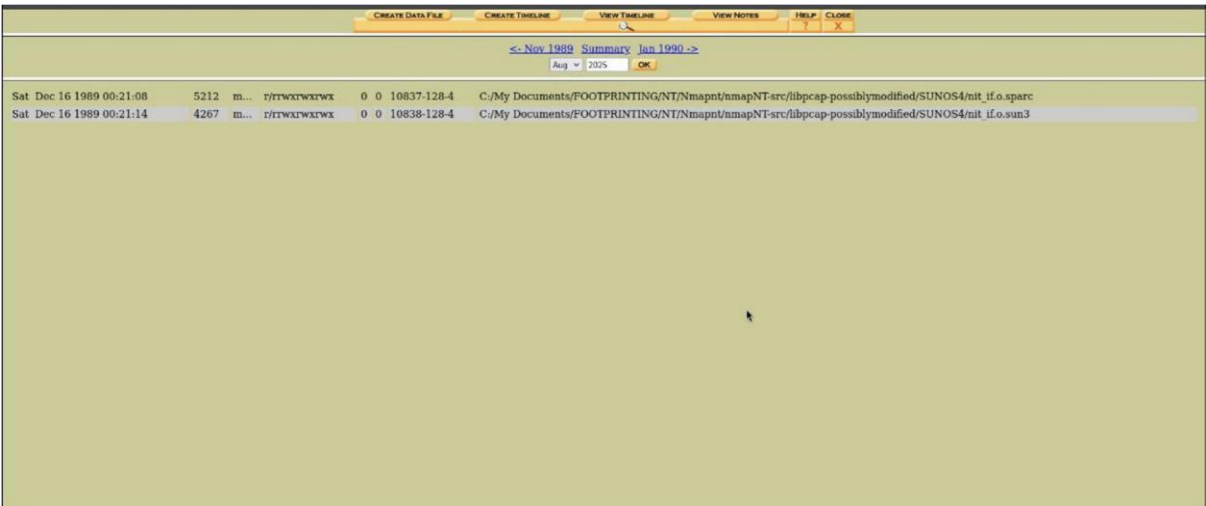 CREATE DATA FILE CREATE TIMELINE VIEW TIMELINE VIEW NOTES HELP CLOSE
? X
<- Nov 1989 Summary Jan 1990 ->
Aug 2025 OK
Sat Dec 16 1989 00:21:08 5212 m... r/rrwxrwxrwx 0 0 10837-128-4 C:/My Documents/FOOTPRINTING/NT/Nmapnt/nmapNT-src/libpcap-possiblymodified/SUNOS4/nit_if.o.sparc
Sat Dec 16 1989 00:21:14 4267 m... r/rrwxrwxrwx 0 0 10838-128-4 C:/My Documents/FOOTPRINTING/NT/Nmapnt/nmapNT-src/libpcap-possiblymodified/SUNOS4/nit_if.o.sun3